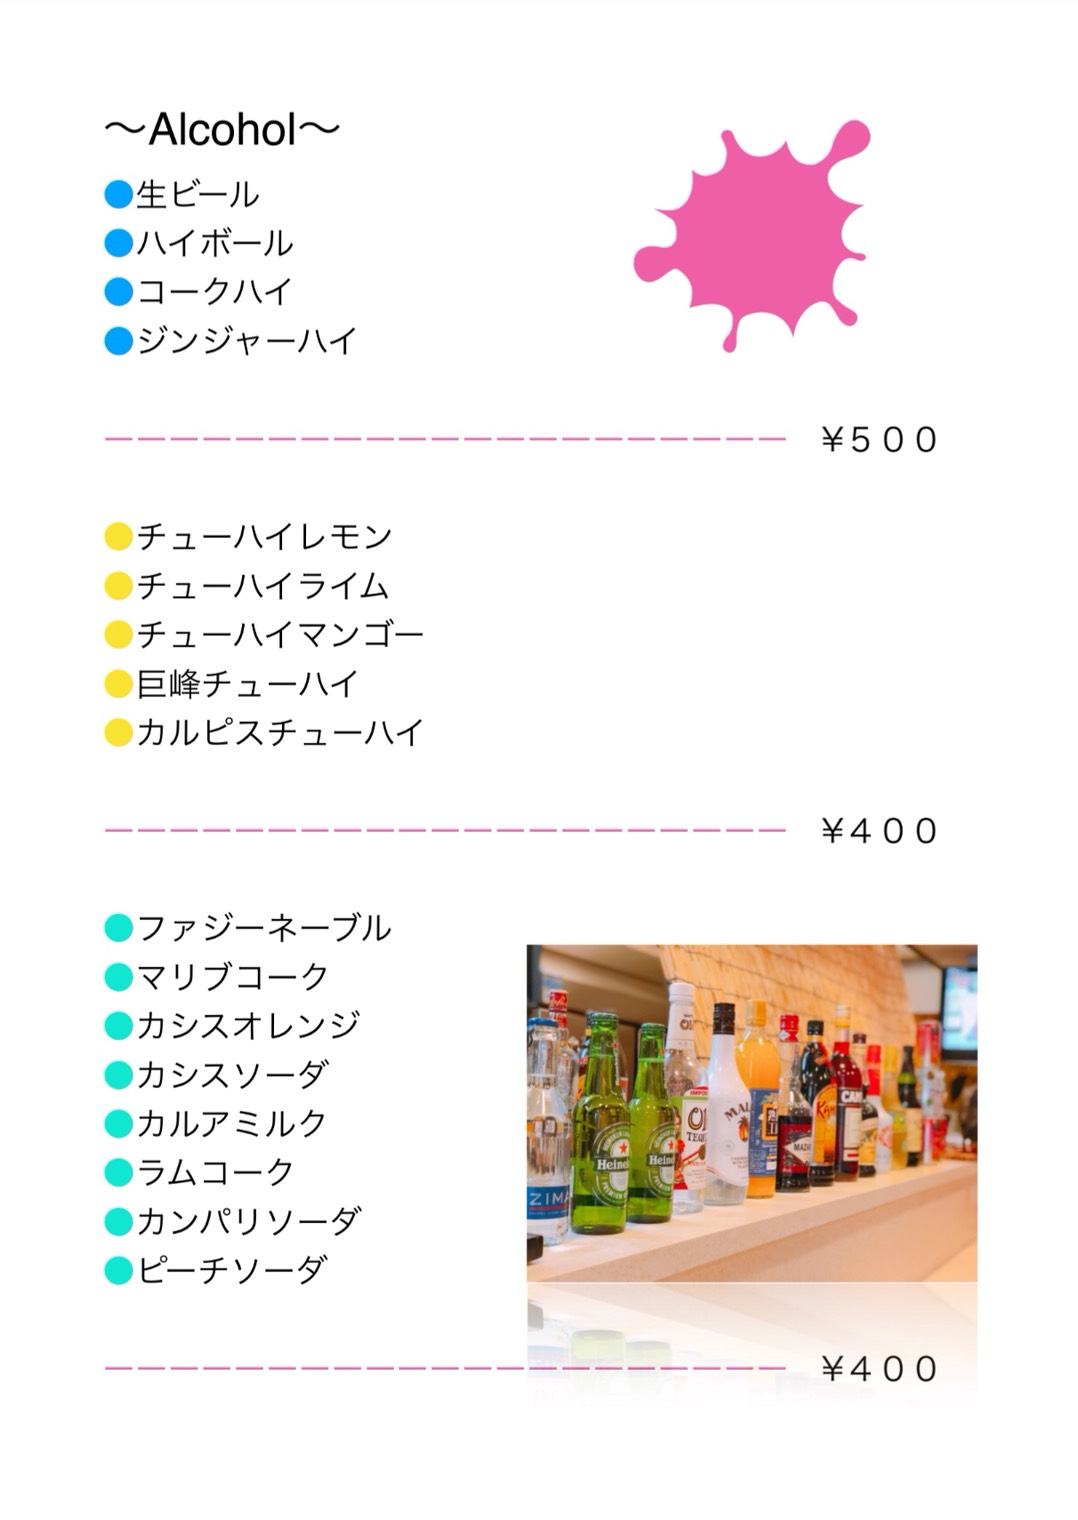 〜Alcohol〜
●生ビール
●ハイボール
●コークハイ
●ジンジャーハイ
ーーーーーーーーーーーーーーーーーーーーー ¥500
●チューハイレモン
●チューハイライム
●チューハイマンゴー
●巨峰チューハイ
●カルピスチューハイ
ーーーーーーーーーーーーーーーーーーーーー ¥400
●ファジーネーブル
●マリブコーク
●カシスオレンジ
●カシスソーダ
●カルアミルク
●ラムコーク
●カンパリソーダ
●ピーチソーダ
ーーーーーーーーーーーーーーーーーーーーー ¥400
ZIMA